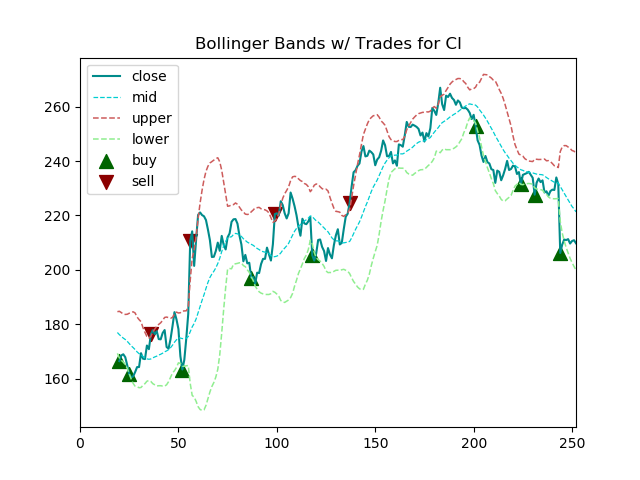 Bollinger Bands w/ Trades for CI
close
mid
upper
lower
buy
sell
260
240
220
200
180
160
0 50 100 150 200 250